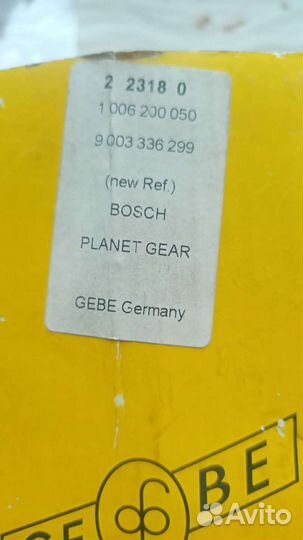 2 2318 0
1 006 200 050
9 003 336 299
(new Ref.)
BOSCH
PLANET GEAR
GEBE Germany
GE BE
Avito